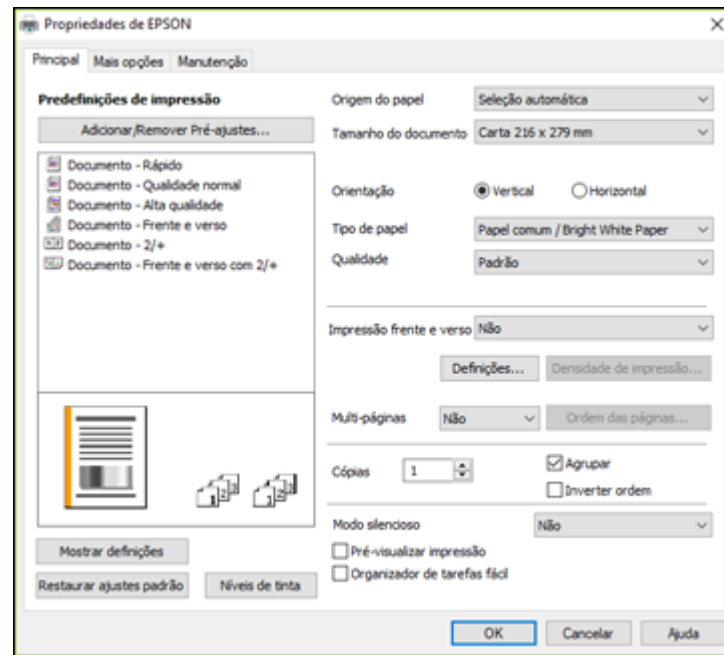 Propriedades de EPSON
Principal Mais opções Manutenção
Predefinições de impressão
Adicionar/Remover Pré-ajustes...
Documento - Rápido
Documento - Qualidade normal
Documento - Alta qualidade
Documento - Frente e verso
Documento - 2/+
Documento - Frente e verso com 2/+
Mostrar definições
Restaurar ajustes padrão Níveis de tinta
Origem do papel Seleção automática
Tamanho do documento Carta 216 x 279 mm
Orientação Vertical Horizontal
Tipo de papel Papel comum / Bright White Paper
Qualidade Padrão
Impressão frente e verso Não
Definições... Densidade de impressão...
Multi-páginas Não Ordem das páginas...
Cópias 1 Agrupar
Inverter ordem
Modo silencioso Não
Pré-visualizar impressão
Organizador de tarefas fácil
OK Cancelar Ajuda